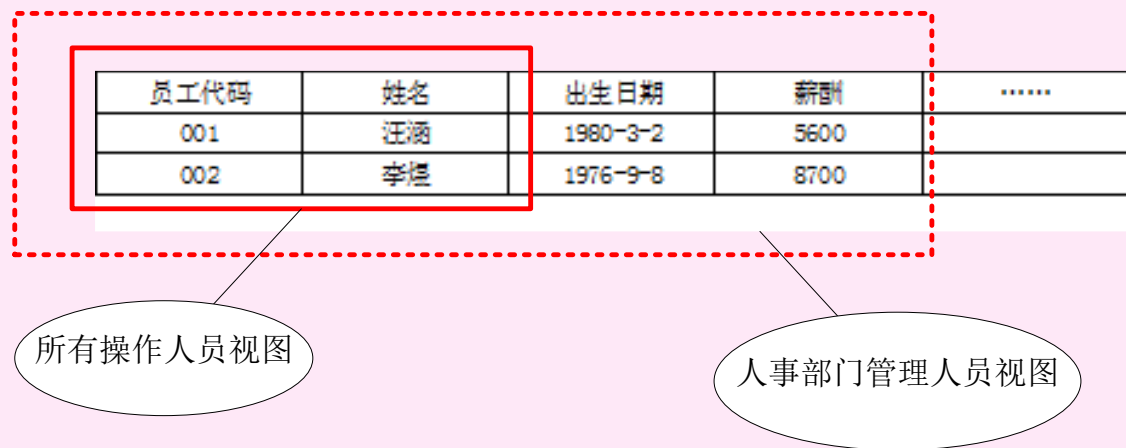 员工代码 姓名 出生日期 薪酬 ……
001 汪涵 1980-3-2 5600
002 李煜 1976-9-8 8700
所有操作人员视图
人事部门管理人员视图